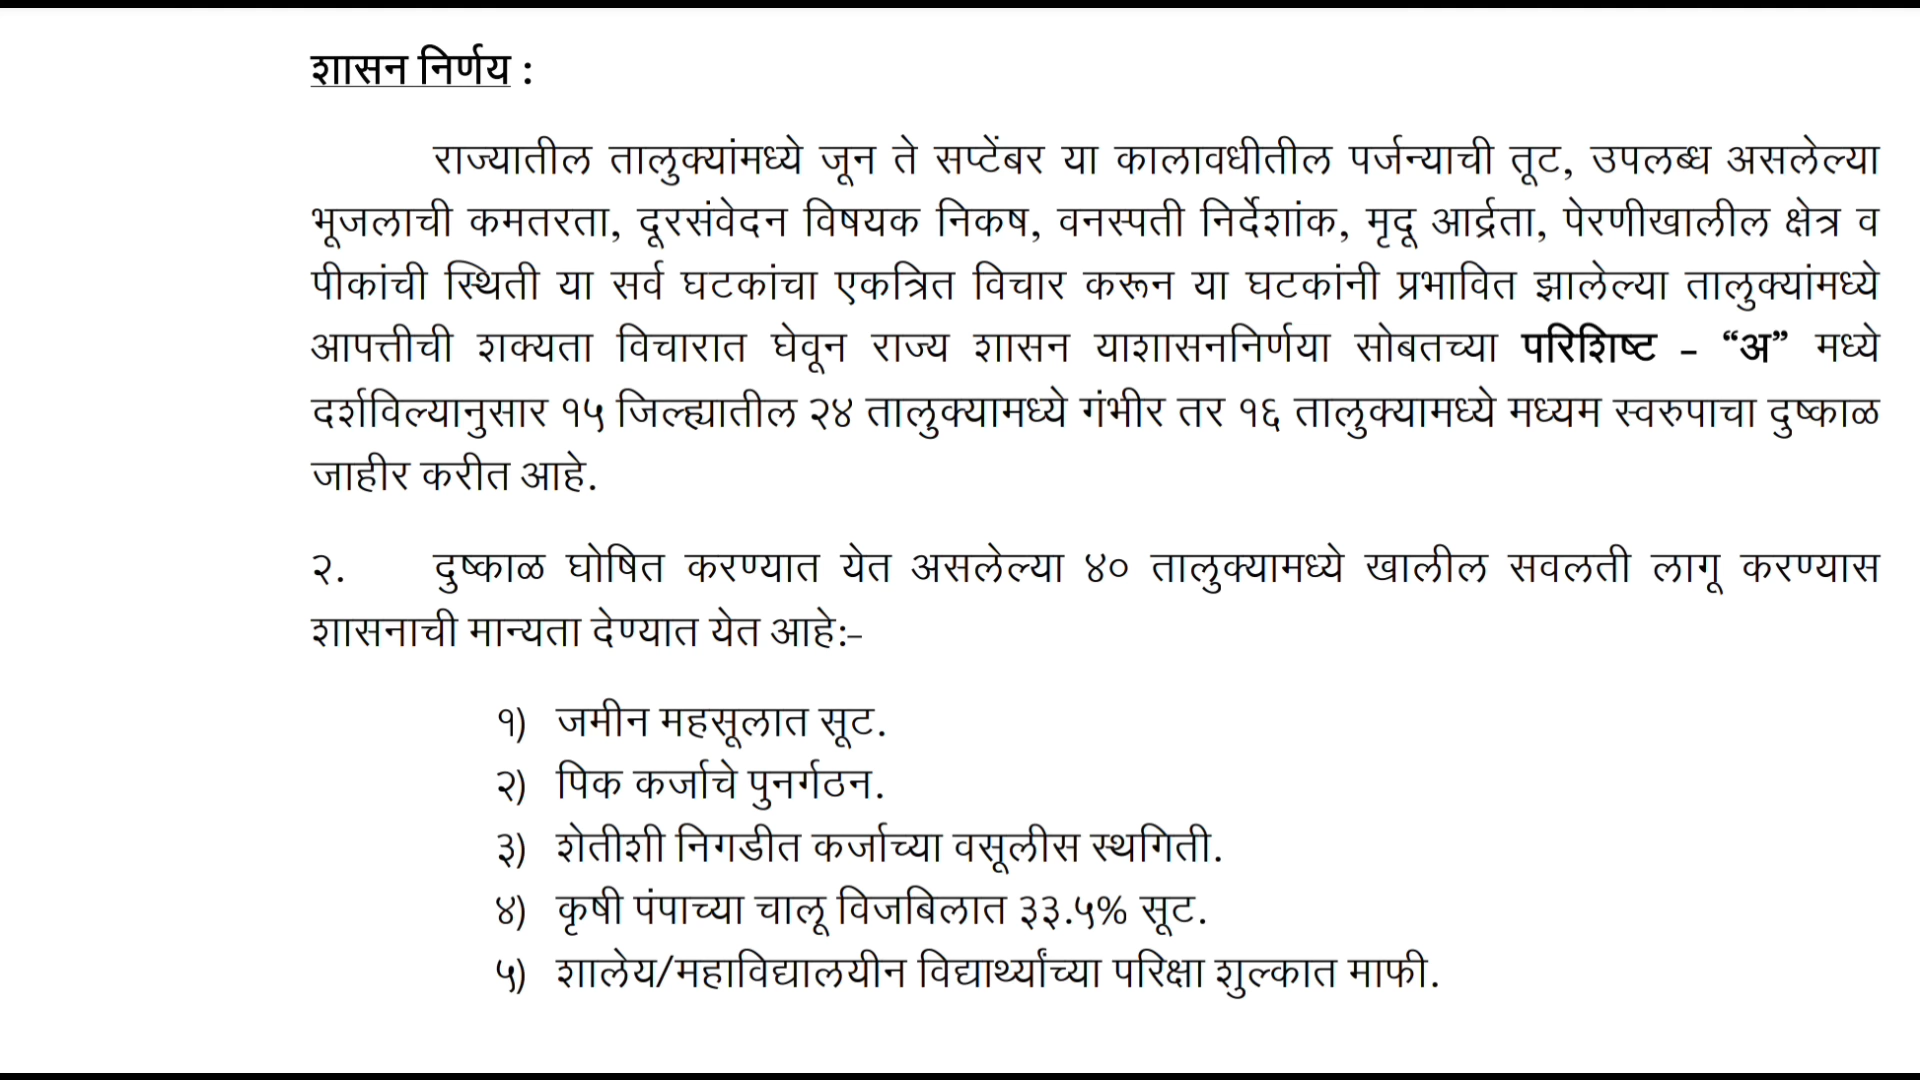 शासन निर्णय :
राज्यातील तालुक्यांमध्ये जून ते सप्टेंबर या कालावधीतील पर्जन्याची तूट, उपलब्ध असलेल्या
भूजलाची कमतरता, दूरसंवेदन विषयक निकष, वनस्पती निर्देशांक, मृदू आर्द्रता, पेरणीखालील क्षेत्र व
पीकांची स्थिती या सर्व घटकांचा एकत्रित विचार करून या घटकांनी प्रभावित झालेल्या तालुक्यांमध्ये
आपत्तीची शक्यता विचारात घेवून राज्य शासन याशासननिर्णया सोबतच्या परिशिष्ट - “अ” मध्ये
दर्शविल्यानुसार १५ जिल्ह्यातील २४ तालुक्यामध्ये गंभीर तर १६ तालुक्यामध्ये मध्यम स्वरुपाचा दुष्काळ
जाहीर करीत आहे.
२. दुष्काळ घोषित करण्यात येत असलेल्या ४० तालुक्यामध्ये खालील सवलती लागू करण्यास
शासनाची मान्यता देण्यात येत आहे:-
१) जमीन महसूलात सूट.
२) पिक कर्जाचे पुनर्गठन.
३) शेतीशी निगडीत कर्जाच्या वसूलीस स्थगिती.
४) कृषी पंपाच्या चालू विजबिलात ३३.५% सूट.
५) शालेय/महाविद्यालयीन विद्यार्थ्यांच्या परिक्षा शुल्कात माफी.